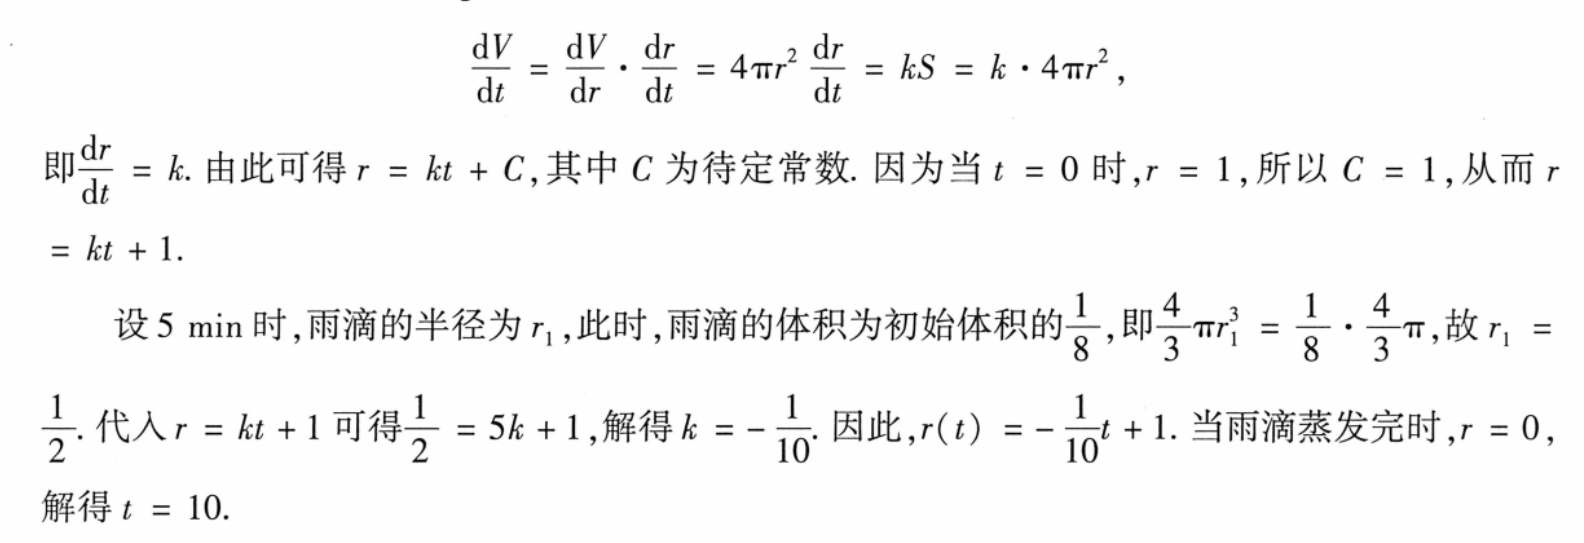 dV/dt = dV/dr · dr/dt = 4πr² dr/dt = kS = k · 4πr²,
即dr/dt = k. 由此可得 r = kt + C,其中 C 为待定常数. 因为当 t = 0 时,r = 1,所以 C = 1,从而 r
= kt + 1.
设 5 min 时,雨滴的半径为 r₁,此时,雨滴的体积为初始体积的1/8,即4/3πr₁³ = 1/8 · 4/3π,故 r₁ =
1/2. 代入 r = kt + 1 可得1/2 = 5k + 1,解得 k = -1/10. 因此,r(t) = -1/10t + 1. 当雨滴蒸发完时,r = 0,
解得 t = 10.